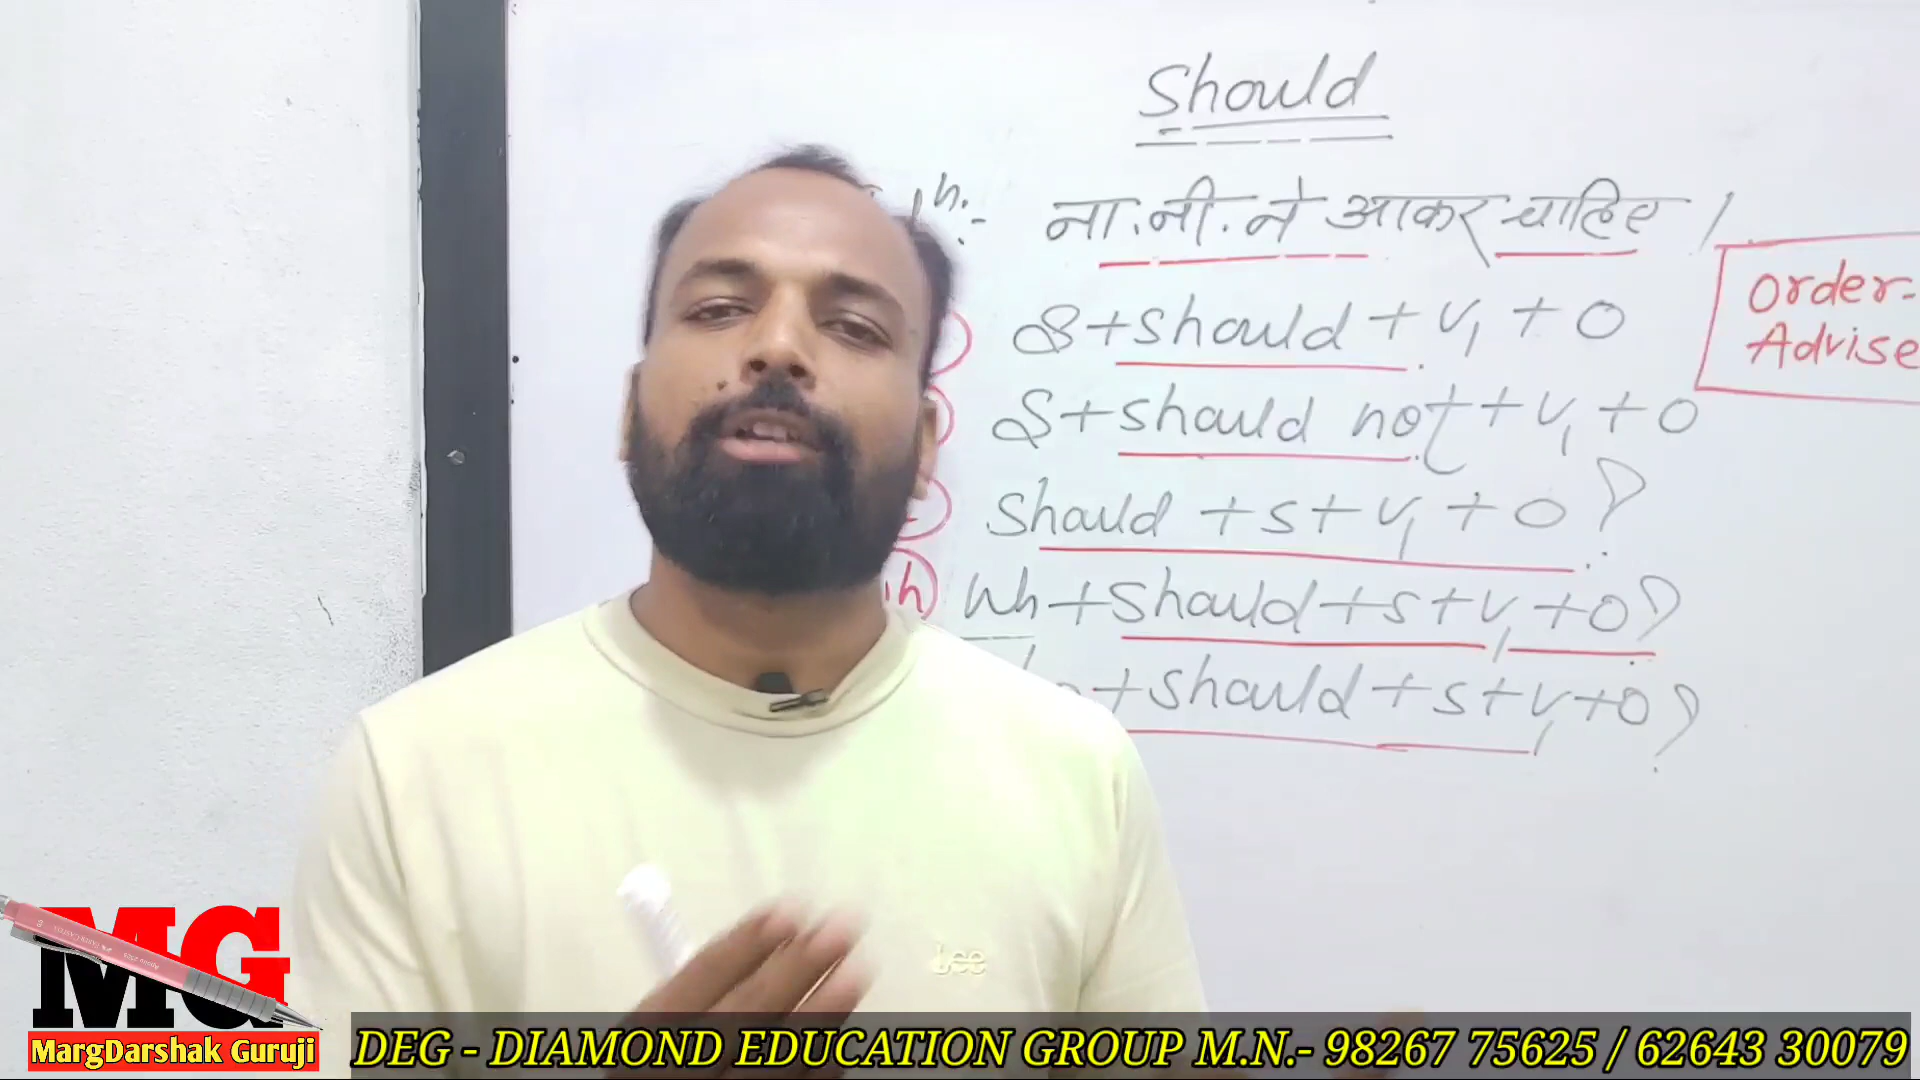 Should
ना.नी.ने आकर चाहिए।
Order-
Advise
S+should+V1+O
S+should not+V1+O
Should+S+V1+O?
Wh+should+S+V1+O?
+should+S+V1+O?
Lee
MG
MargDarshak Guruji
DEG - DIAMOND EDUCATION GROUP M.N.- 98267 75625 / 62643 30079